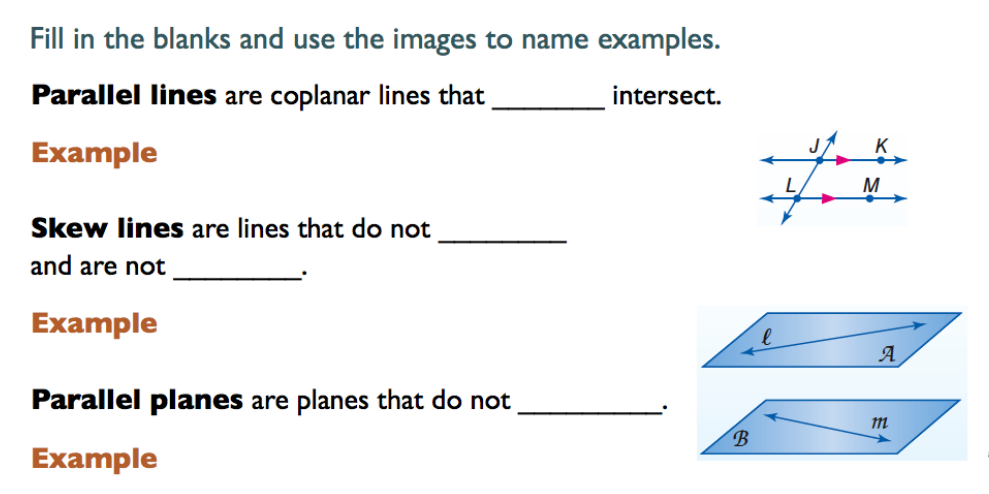 Fill in the blanks and use the images to name examples.
Parallel lines are coplanar lines that ________ intersect.
Example
J K
L M
Skew lines are lines that do not _________
and are not _________.
Example
ℓ
A
Parallel planes are planes that do not __________.
m
B
Example